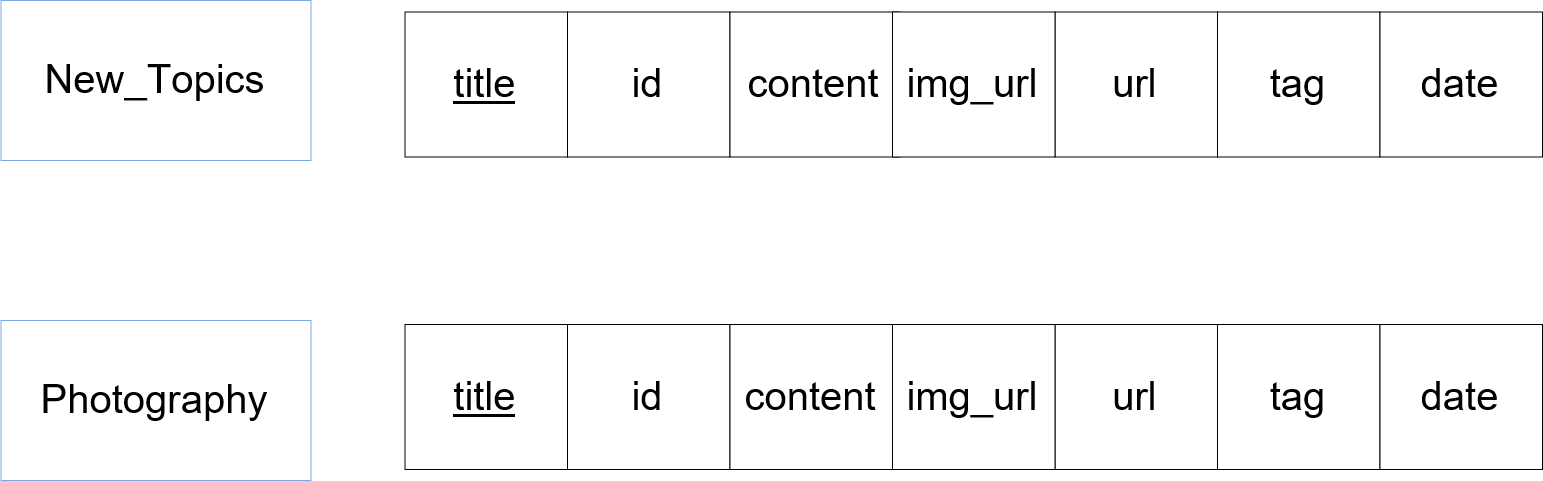 New_Topics
title id content img_url url tag date
Photography
title id content img_url url tag date